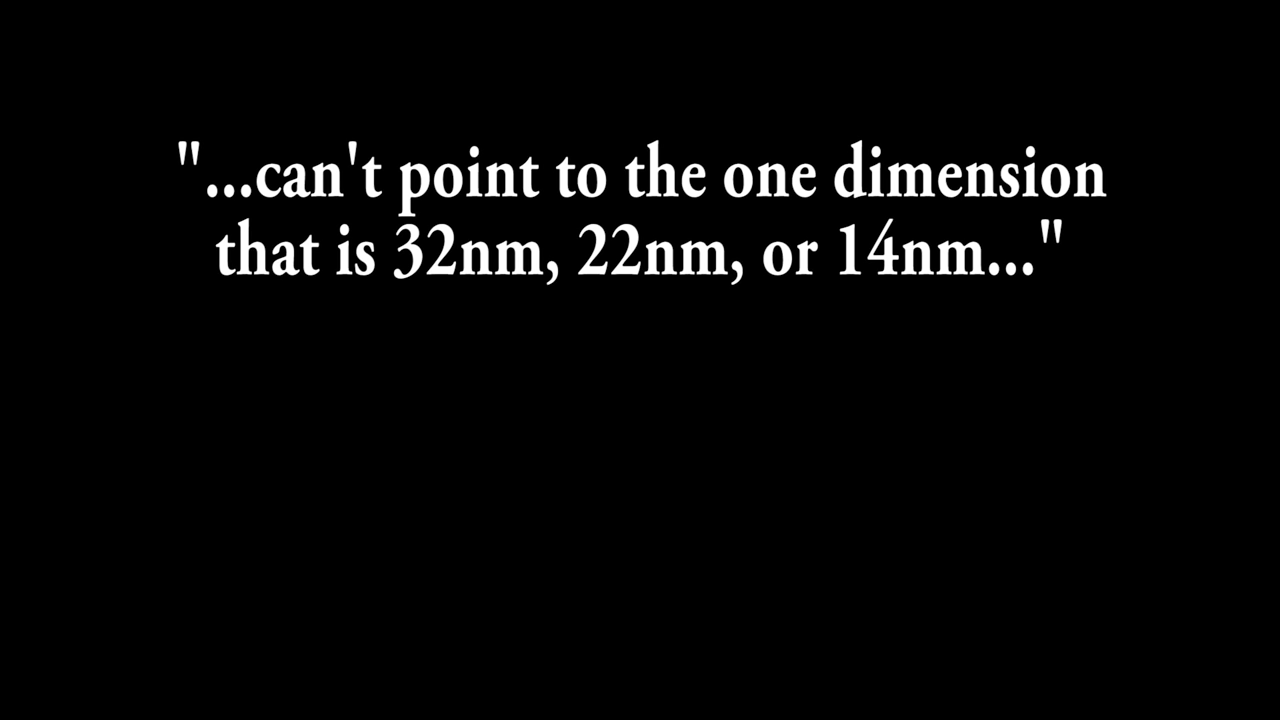 "...can't point to the one dimension
that is 32nm, 22nm, or 14nm..."